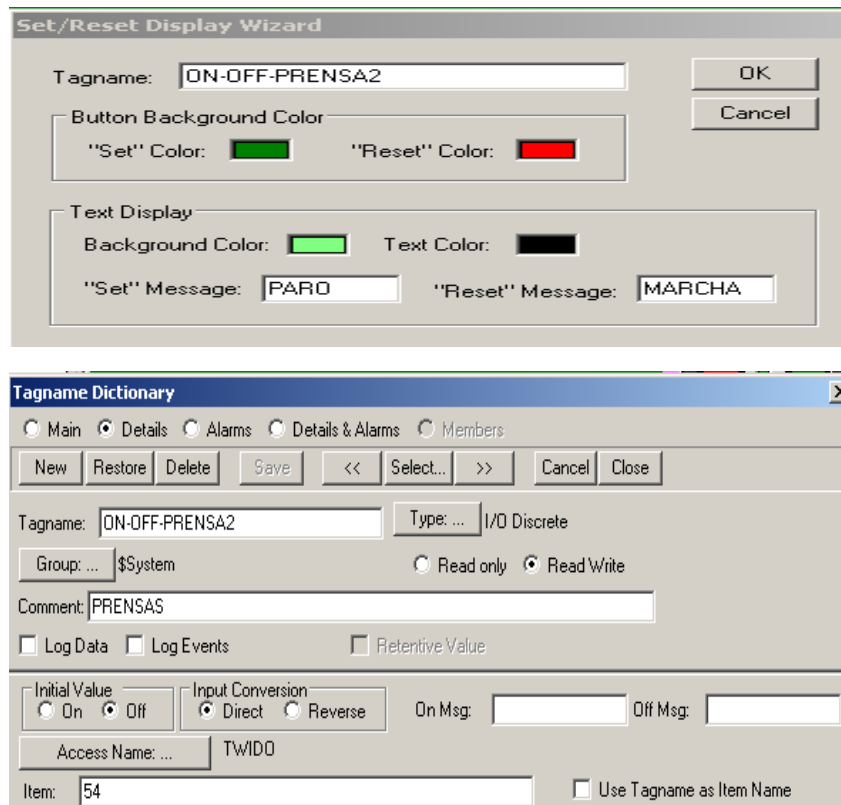 Set/Reset Display Wizard
Tagname: ON-OFF-PRENSA2 OK
Cancel
Button Background Color
"Set" Color: "Reset" Color:
Text Display
Background Color: Text Color:
"Set" Message: PARO "Reset" Message: MARCHA
Tagname Dictionary
Main Details Alarms Details & Alarms Members
New Restore Delete Save << Select... >> Cancel Close
Tagname: ON-OFF-PRENSA2 Type: ... I/O Discrete
Group: ... $System Read only Read Write
Comment: PRENSAS
Log Data Log Events Retentive Value
Initial Value Input Conversion
On Off Direct Reverse On Msg: Off Msg:
Access Name: ... TWIDO
Item: 54 Use Tagname as Item Name